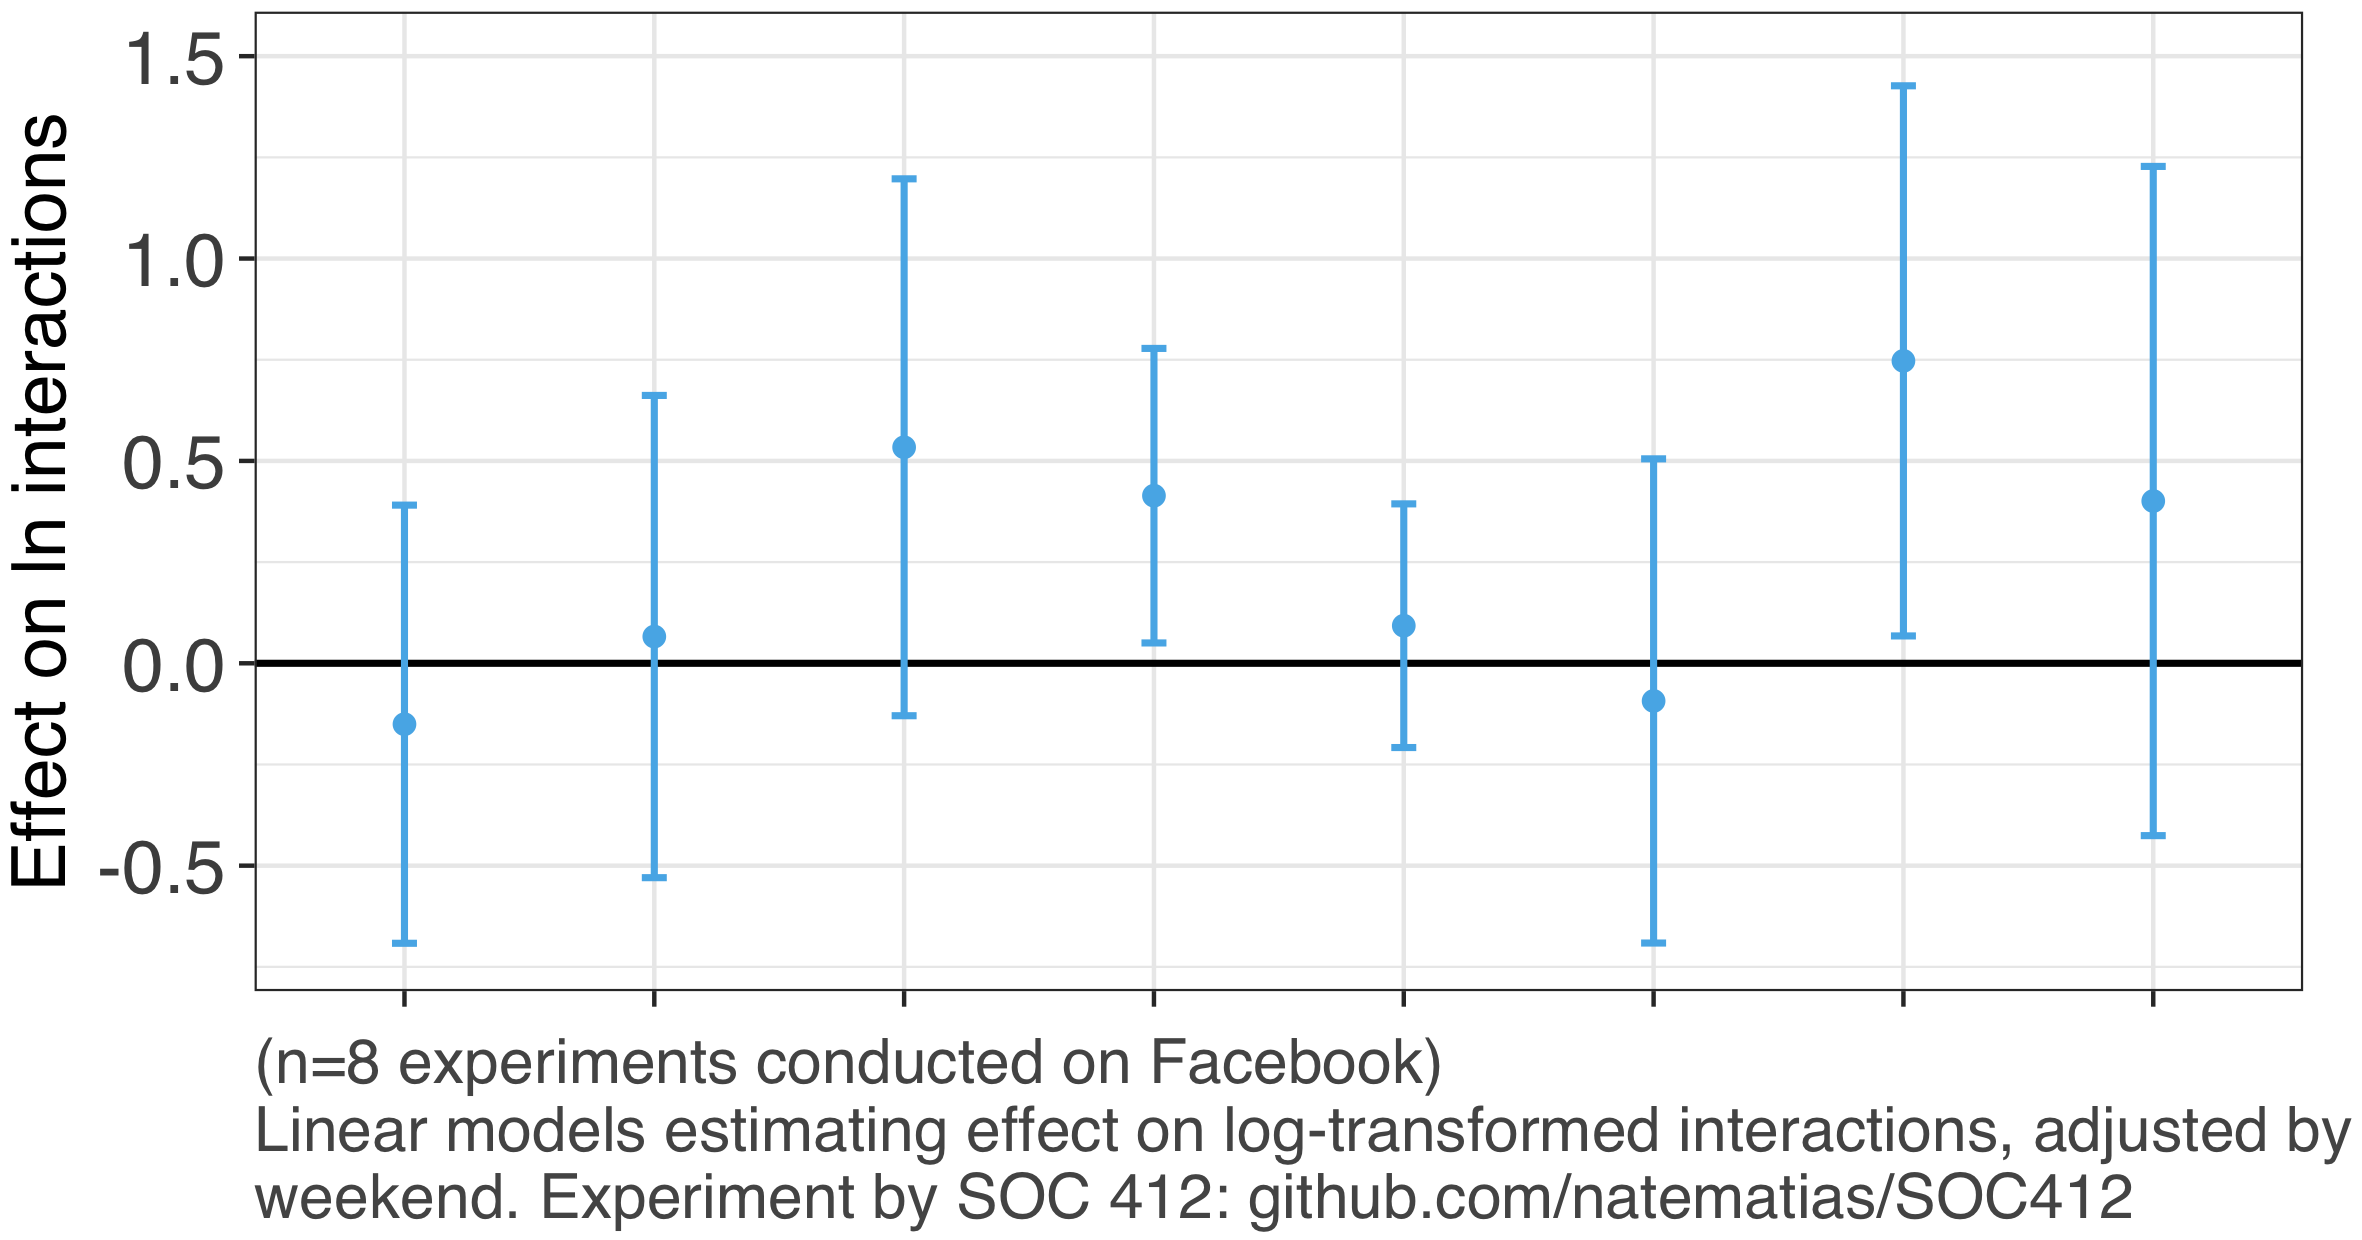 1.5
1.0
0.5
0.0
-0.5
Effect on ln interactions
(n=8 experiments conducted on Facebook)
Linear models estimating effect on log-transformed interactions, adjusted by
weekend. Experiment by SOC 412: github.com/natematias/SOC412